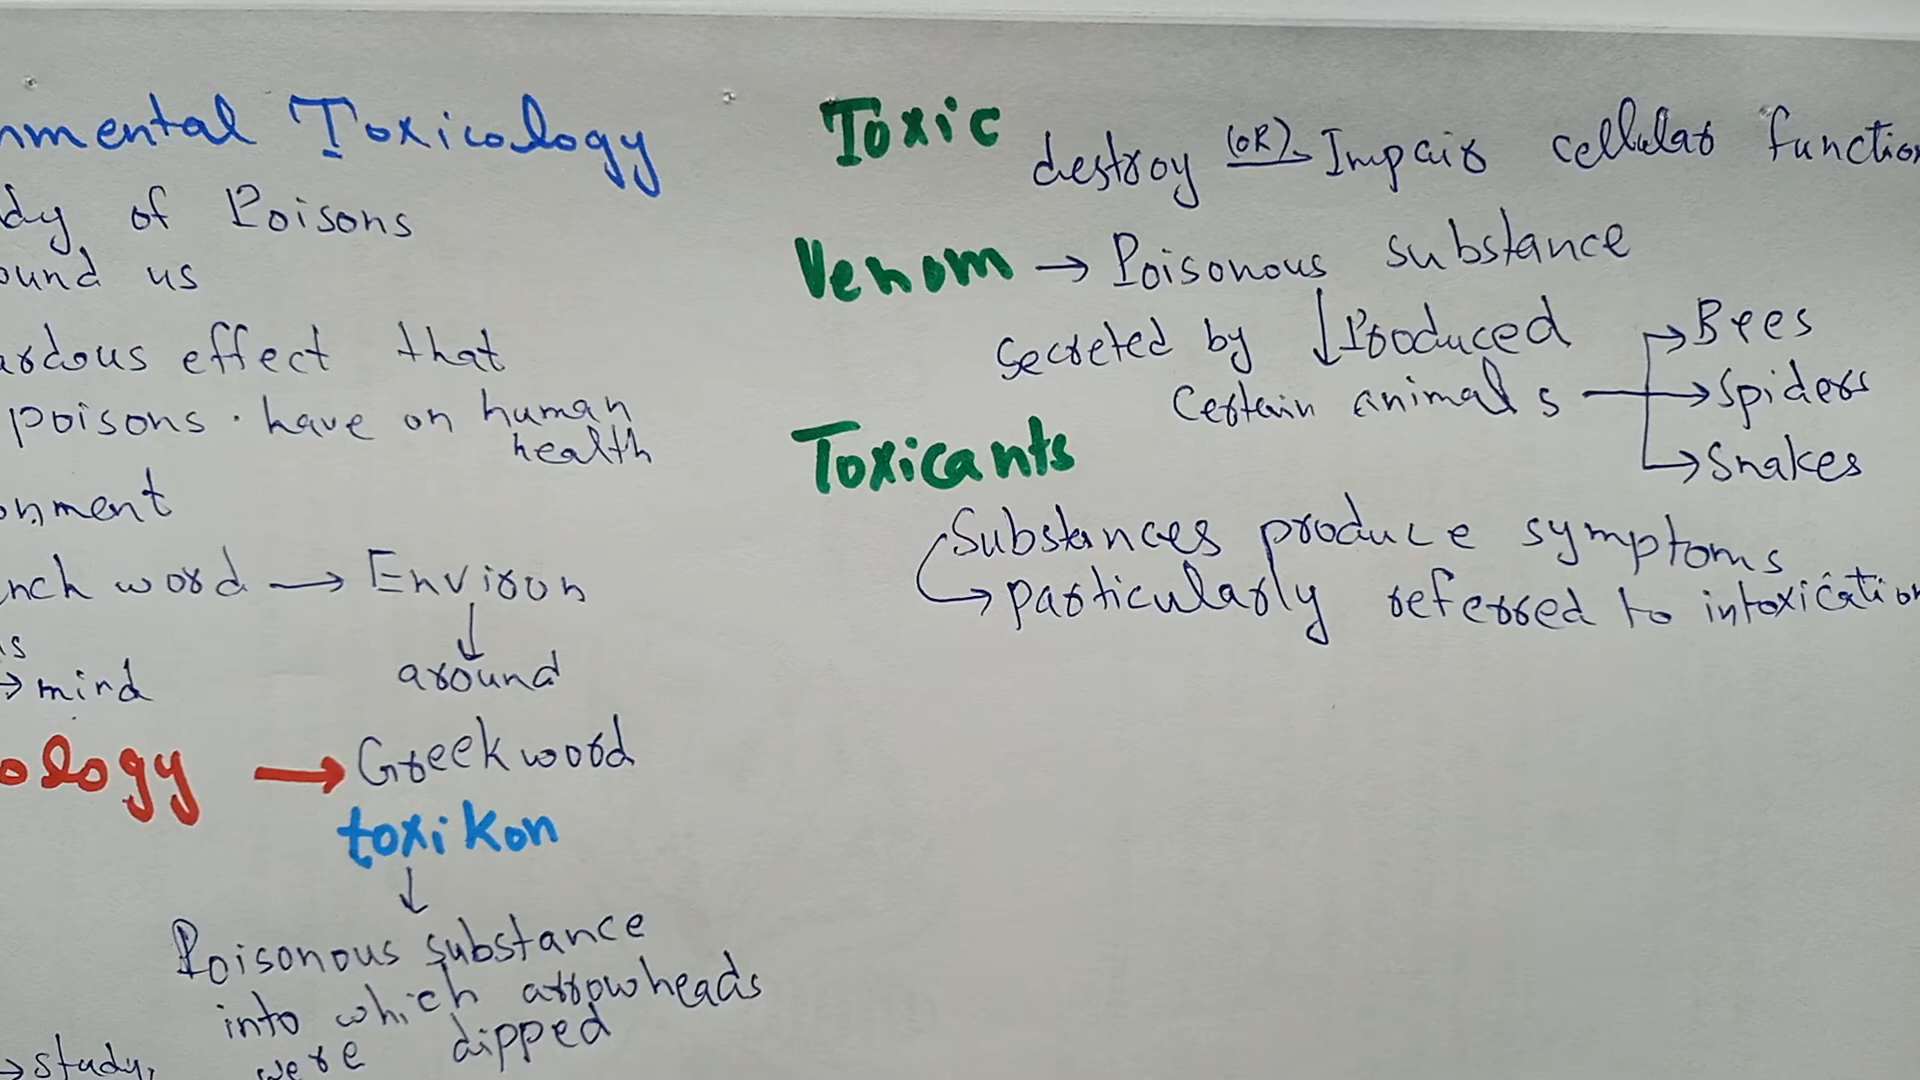 nmental Toxicology
dy of Poisons
ound us
ardous effect that
poisons. have on human
health
onment
nch word → Environ
↓
around
is
→ mind
ology → Greek word
toxikon
↓
Poisonous substance
into which arrowheads
were dipped
→ study,
Toxic
destroy (OR) Impair cellular function
Venom → Poisonous substance
secreted by ↓ Produced
certain animals → Bees
→ Spiders
→ Snakes
Toxicants
Substances produce symptoms
→ particularly referred to intoxication